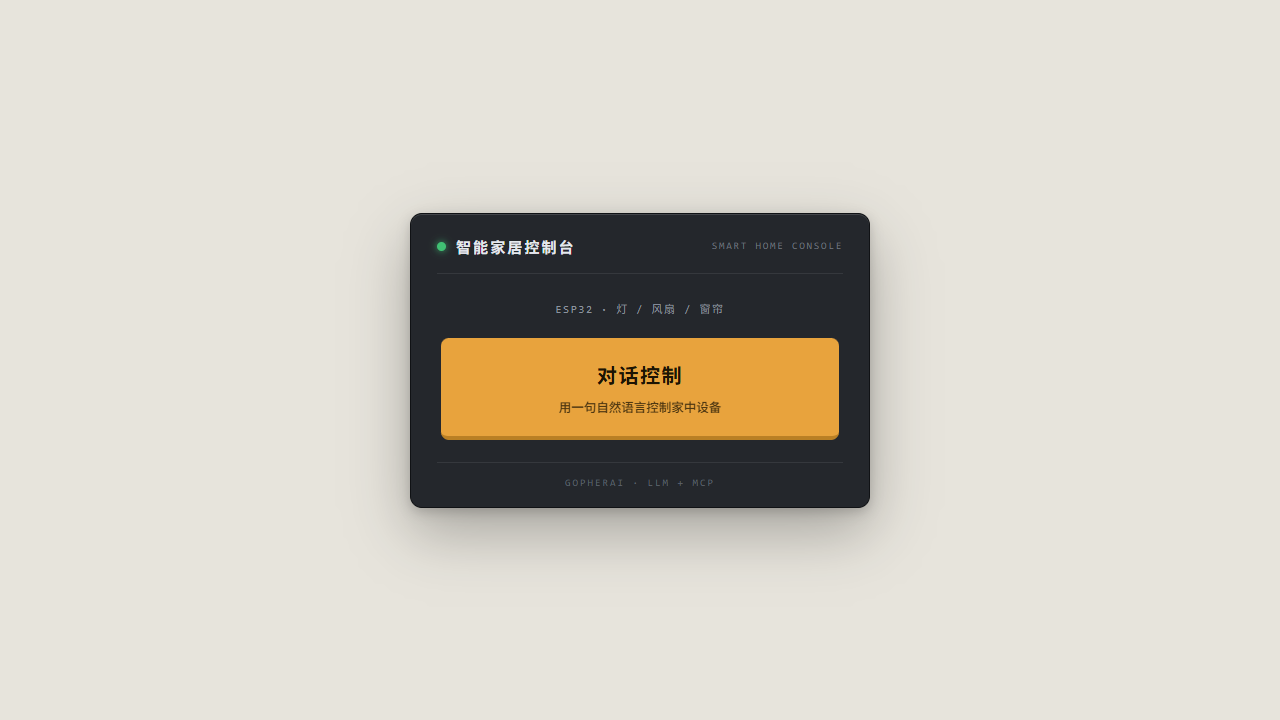 智能家居控制台
SMART HOME CONSOLE
ESP32 · 灯 / 风扇 / 窗帘
对话控制
用一句自然语言控制家中设备
GOPHERAI · LLM + MCP